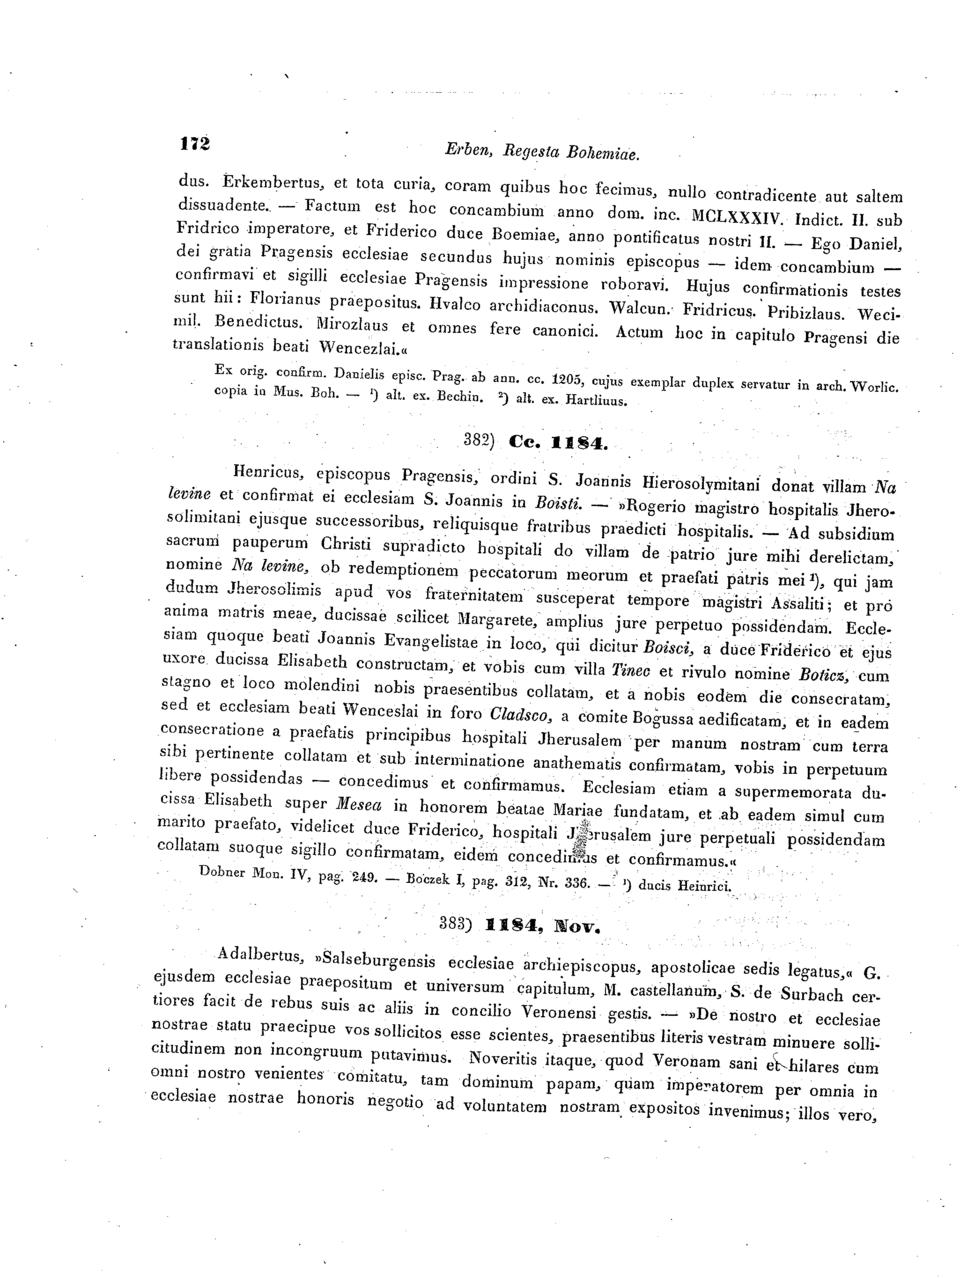 172
Erben, Regesta Bohemiae.
dus. Erkembertus, et tota curia, coram quibus hoc fecimus, nullo contradicente aut saltem
dissuadente. — Factum est hoc concambium anno dom. inc. MCLXXXIV. Indict. II. sub
Fridrico imperatore, et Friderico duce Boemiae, anno pontificatus nostri II. — Ego Daniel,
dei gratia Pragensis ecclesiae secundus hujus nominis episcopus — idem concambium —
confirmavi et sigilli ecclesiae Pragensis impressione roboravi. Hujus confirmationis testes
sunt hii: Florianus praepositus. Hvalco archidiaconus. Walcun. Fridricus. Pribizlaus. Weci-
mil. Benedictus. Mirozlaus et omnes fere canonici. Actum hoc in capitulo Pragensi die
translationis beati Wencezlai.«
Ex orig. confirm. Danielis episc. Prag. ab ann. cc. 1205, cujus exemplar duplex servatur in arch. Worlic.
copia in Mus. Boh. — ¹) alt. ex. Bechin. ²) alt. ex. Hartliuus.
382) Cc. 1184.
Henricus, episcopus Pragensis, ordini S. Joannis Hierosolymitani donat villam Na
levine et confirmat ei ecclesiam S. Joannis in Boisti. — »Rogerio magistro hospitalis Jhero-
solimitani ejusque successoribus, reliquisque fratribus praedicti hospitalis. — Ad subsidium
sacrum pauperum Christi supradicto hospitali do villam de patrio jure mihi derelictam,
nomine Na levine, ob redemptionem peccatorum meorum et praefati patris mei ¹), qui jam
dudum Jherosolimis apud vos fraternitatem susceperat tempore magistri Assaliti; et pro
anima matris meae, ducissae scilicet Margarete, amplius jure perpetuo possidendam. Eccle-
siam quoque beati Joannis Evangelistae in loco, qui dicitur Boisci, a duce Friderico et ejus
uxore ducissa Elisabeth constructam, et vobis cum villa Tinec et rivulo nomine Boticz, cum
stagno et loco molendini nobis praesentibus collatam, et a nobis eodem die consecratam,
sed et ecclesiam beati Wenceslai in foro Cladsco, a comite Bogussa aedificatam, et in eadem
consecratione a praefatis principibus hospitali Jherusalem per manum nostram cum terra
sibi pertinente collatam et sub interminatione anathematis confirmatam, vobis in perpetuum
libere possidendas — concedimus et confirmamus. Ecclesiam etiam a supermemorata du-
cissa Elisabeth super Mesea in honorem beatae Mariae fundatam, et ab eadem simul cum
marito praefato, videlicet duce Friderico, hospitali Jherusalem jure perpetuali possidendam
collatam suoque sigillo confirmatam, eidem concedimus et confirmamus.«
Dobner Mon. IV, pag. 249. — Boczek I, pag. 312, Nr. 336. — ¹) ducis Heinrici.
383) 1184, Nov.
Adalbertus, »Salseburgensis ecclesiae archiepiscopus, apostolicae sedis legatus,« G.
ejusdem ecclesiae praepositum et universum capitulum, M. castellanum, S. de Surbach cer-
tiores facit de rebus suis ac aliis in concilio Veronensi gestis. — »De nostro et ecclesiae
nostrae statu praecipue vos sollicitos esse scientes, praesentibus literis vestram minuere solli-
citudinem non incongruum putavimus. Noveritis itaque, quod Veronam sani et hilares cum
omni nostro venientes comitatu, tam dominum papam, quam imperatorem per omnia in
ecclesiae nostrae honoris negotio ad voluntatem nostram expositos invenimus; illos vero,